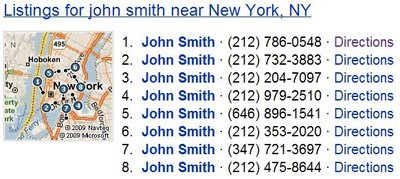 Listings for john smith near New York, NY
1. John Smith · (212) 786-0548 · Directions
2. John Smith · (212) 732-3883 · Directions
3. John Smith · (212) 204-7097 · Directions
4. John Smith · (212) 979-2510 · Directions
5. John Smith · (646) 896-1541 · Directions
6. John Smith · (212) 353-2020 · Directions
7. John Smith · (347) 721-3697 · Directions
8. John Smith · (212) 475-8644 · Directions
495
Hoboken
New York
© 2009 Navteq
© 2009 Microsoft